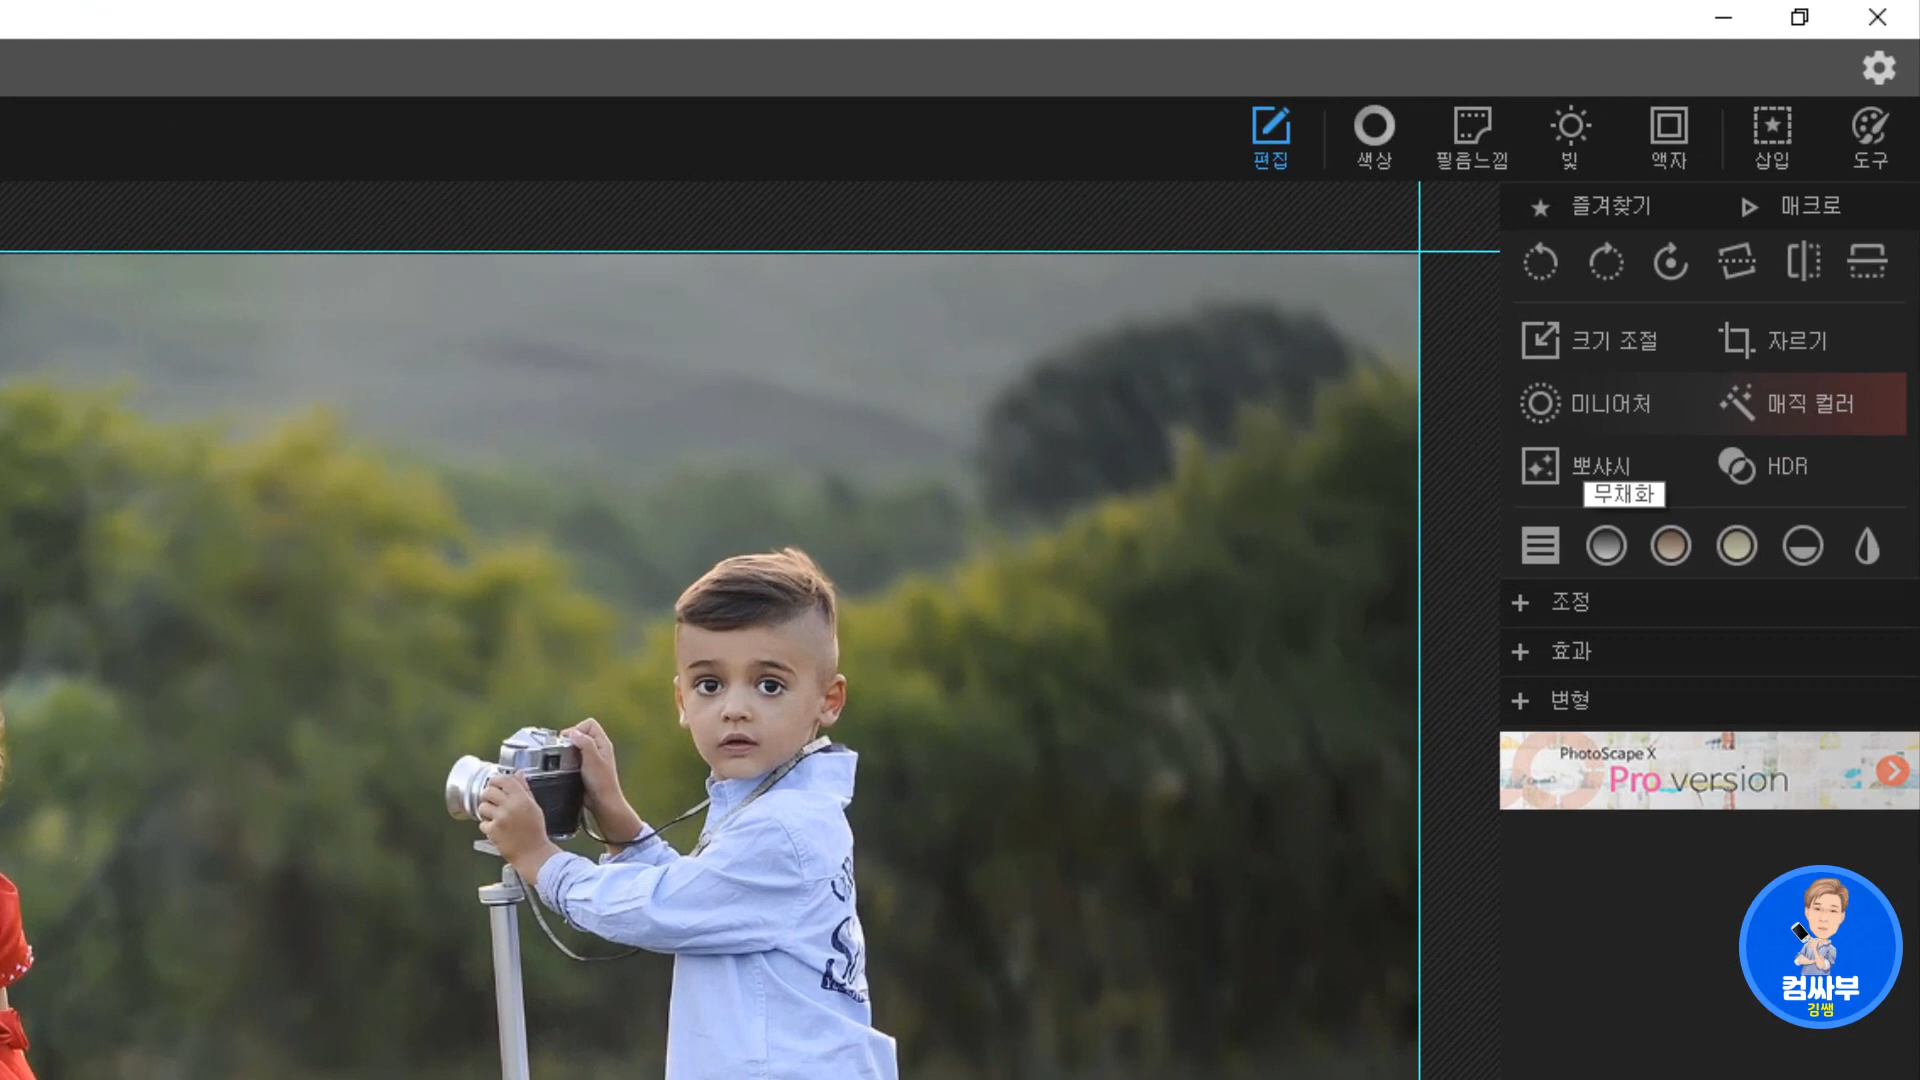 편집
색상
필름느낌
빛
액자
삽입
도구
즐겨찾기
매크로
크기 조절
자르기
미니어처
매직 컬러
뽀샤시
HDR
무채화
조정
효과
변형
PhotoScape X
Pro version
컴싸부
김쌤